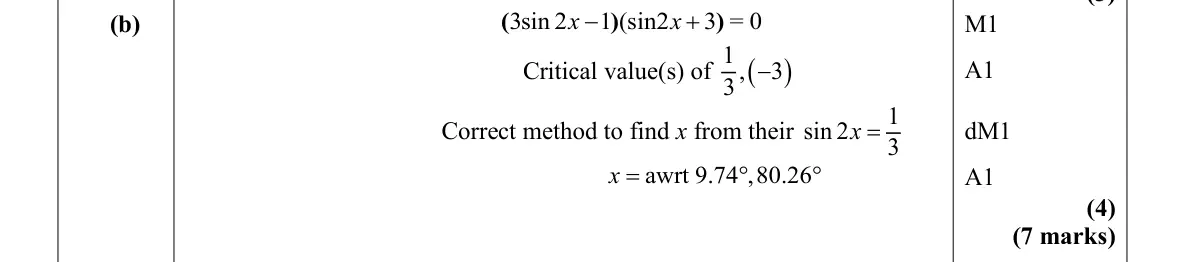 (b) (3sin 2x − 1)(sin2x + 3) = 0 M1
Critical value(s) of 1/3, (−3) A1
Correct method to find x from their sin 2x = 1/3 dM1
x = awrt 9.74°, 80.26° A1
(4)
(7 marks)